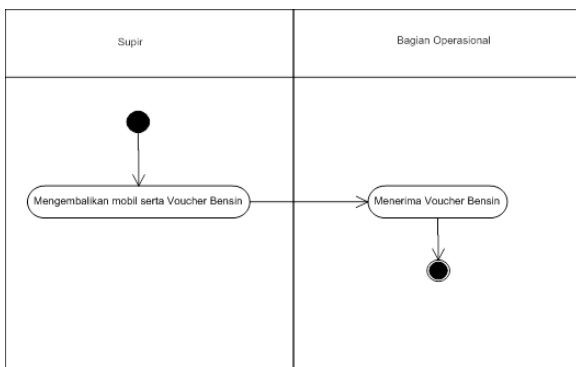 Supir
Bagian Operasional
Mengembalikan mobil serta Voucher Bensin
Menerima Voucher Bensin